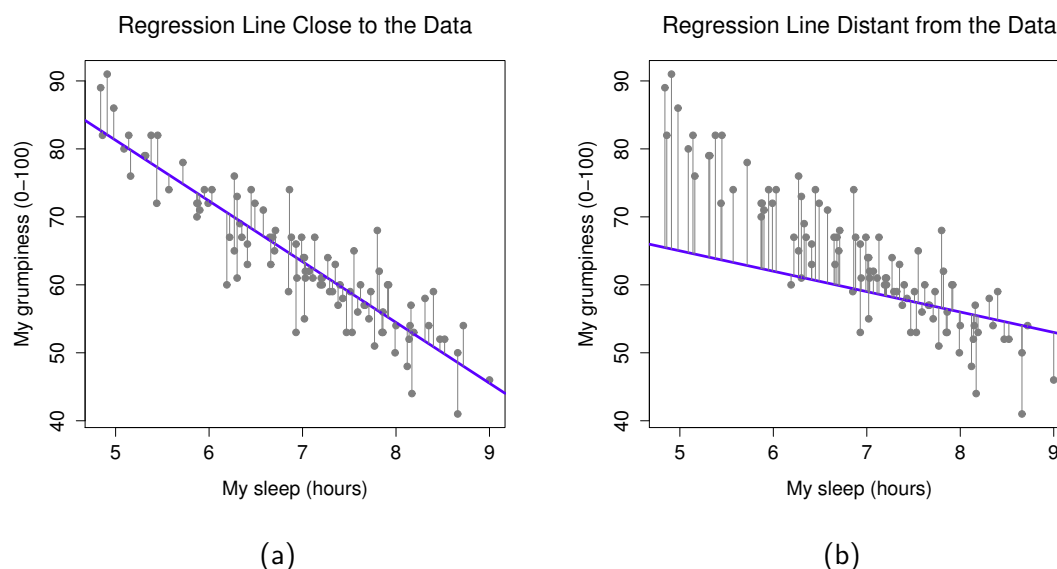 Regression Line Close to the Data
My grumpiness (0−100)
90
80
70
60
50
40
5 6 7 8 9
My sleep (hours)
(a)
Regression Line Distant from the Data
My grumpiness (0−100)
90
80
70
60
50
40
5 6 7 8 9
My sleep (hours)
(b)